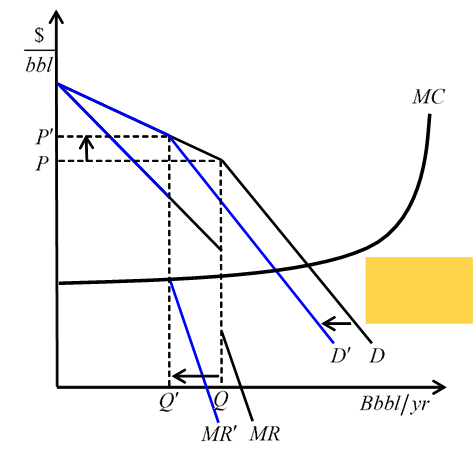 $
bbl
MC
P'
P
D' D
Q' Q Bbbl/yr
MR' MR